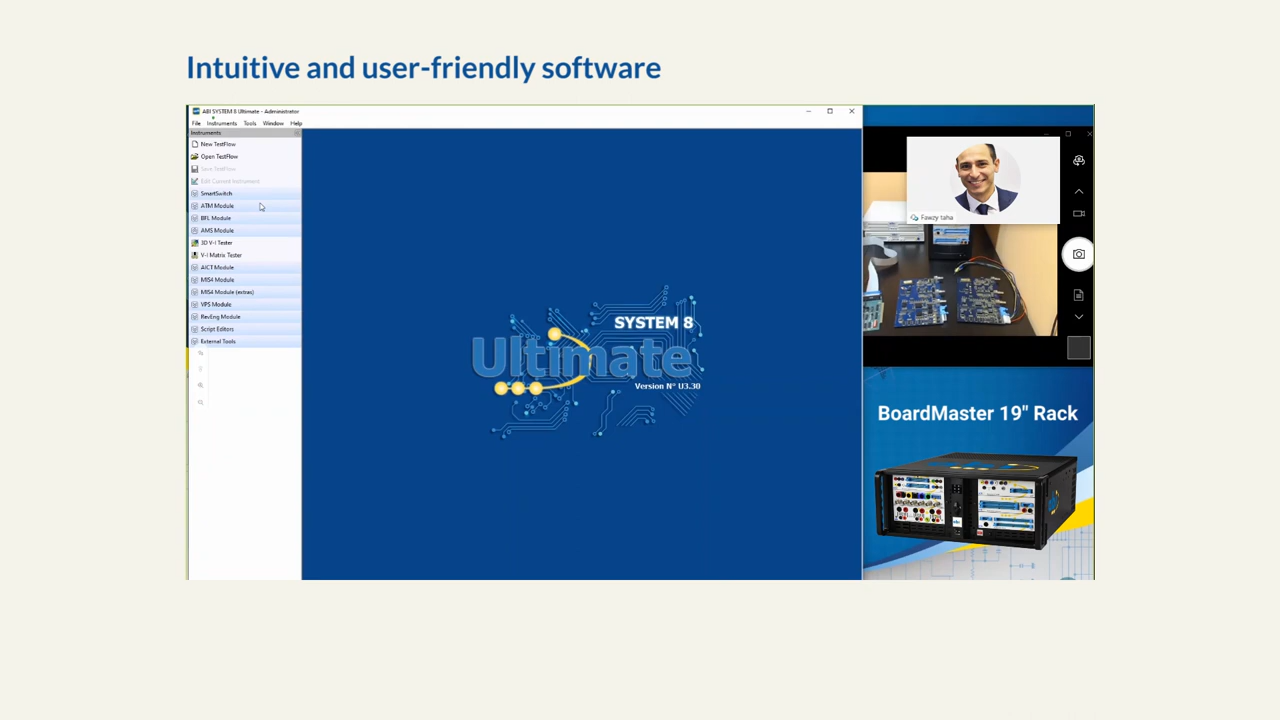 Intuitive and user-friendly software
ABI SYSTEM 8 Ultimate - Administrator
File Instruments Tools Window Help
Instruments
New TestFlow
Open TestFlow
Save TestFlow
Edit Current Instrument
SmartSwitch
ATM Module
BFL Module
AMS Module
3D V-I Tester
V-I Matrix Tester
AICT Module
MIS4 Module
MIS4 Module (extras)
VPS Module
RevEng Module
Script Editors
External Tools
SYSTEM 8
Ultimate
Version N° U3.30
Fawzy taha
BoardMaster 19" Rack